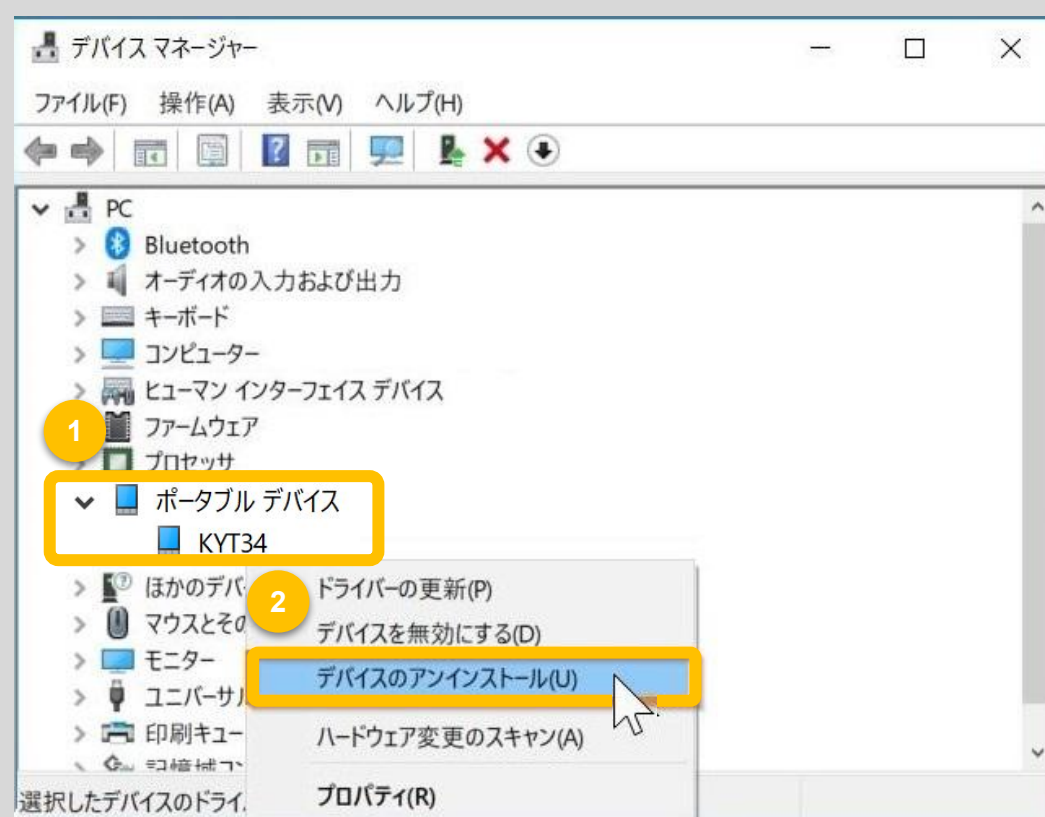 デバイス マネージャー
ファイル(F) 操作(A) 表示(V) ヘルプ(H)
PC
Bluetooth
オーディオの入力および出力
キーボード
コンピューター
ヒューマン インターフェイス デバイス
1
ファームウェア
プロセッサ
ポータブル デバイス
KYT34
ほかのデバ
2
ドライバーの更新(P)
マウスとその
デバイスを無効にする(D)
モニター
デバイスのアンインストール(U)
ユニバーサル
印刷キュー
ハードウェア変更のスキャン(A)
記憶域コン
選択したデバイスのドライ
プロパティ(R)